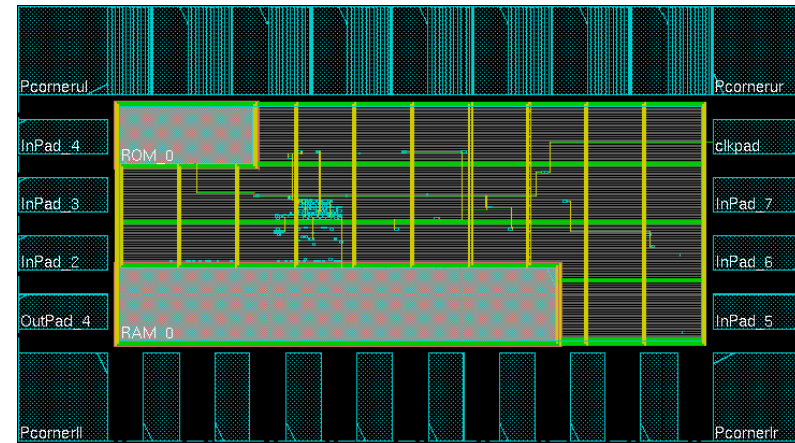 Pcornerul
Pcornerur
InPad_4
ROM_0
clkpad
InPad_3
InPad_7
InPad_2
InPad_6
OutPad_4
RAM_0
InPad_5
Pcornerll
Pcornerlr